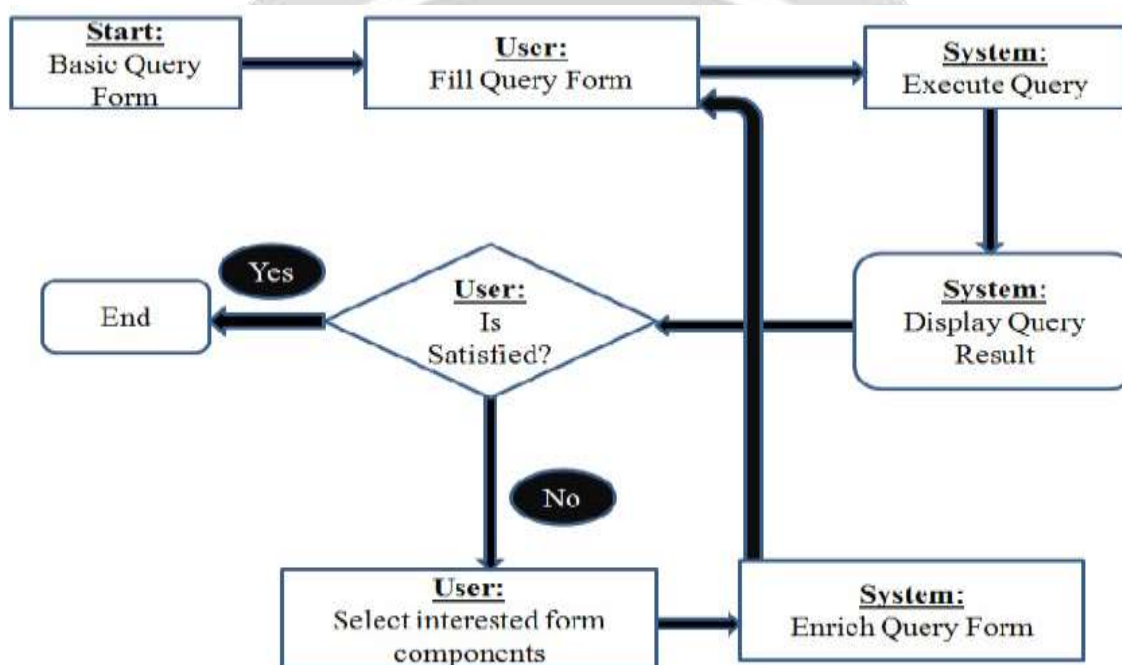 Start:
Basic Query
Form
User:
Fill Query Form
System:
Execute Query
Yes
End
User:
Is
Satisfied?
System:
Display Query
Result
No
User:
Select interested form
components
System:
Enrich Query Form